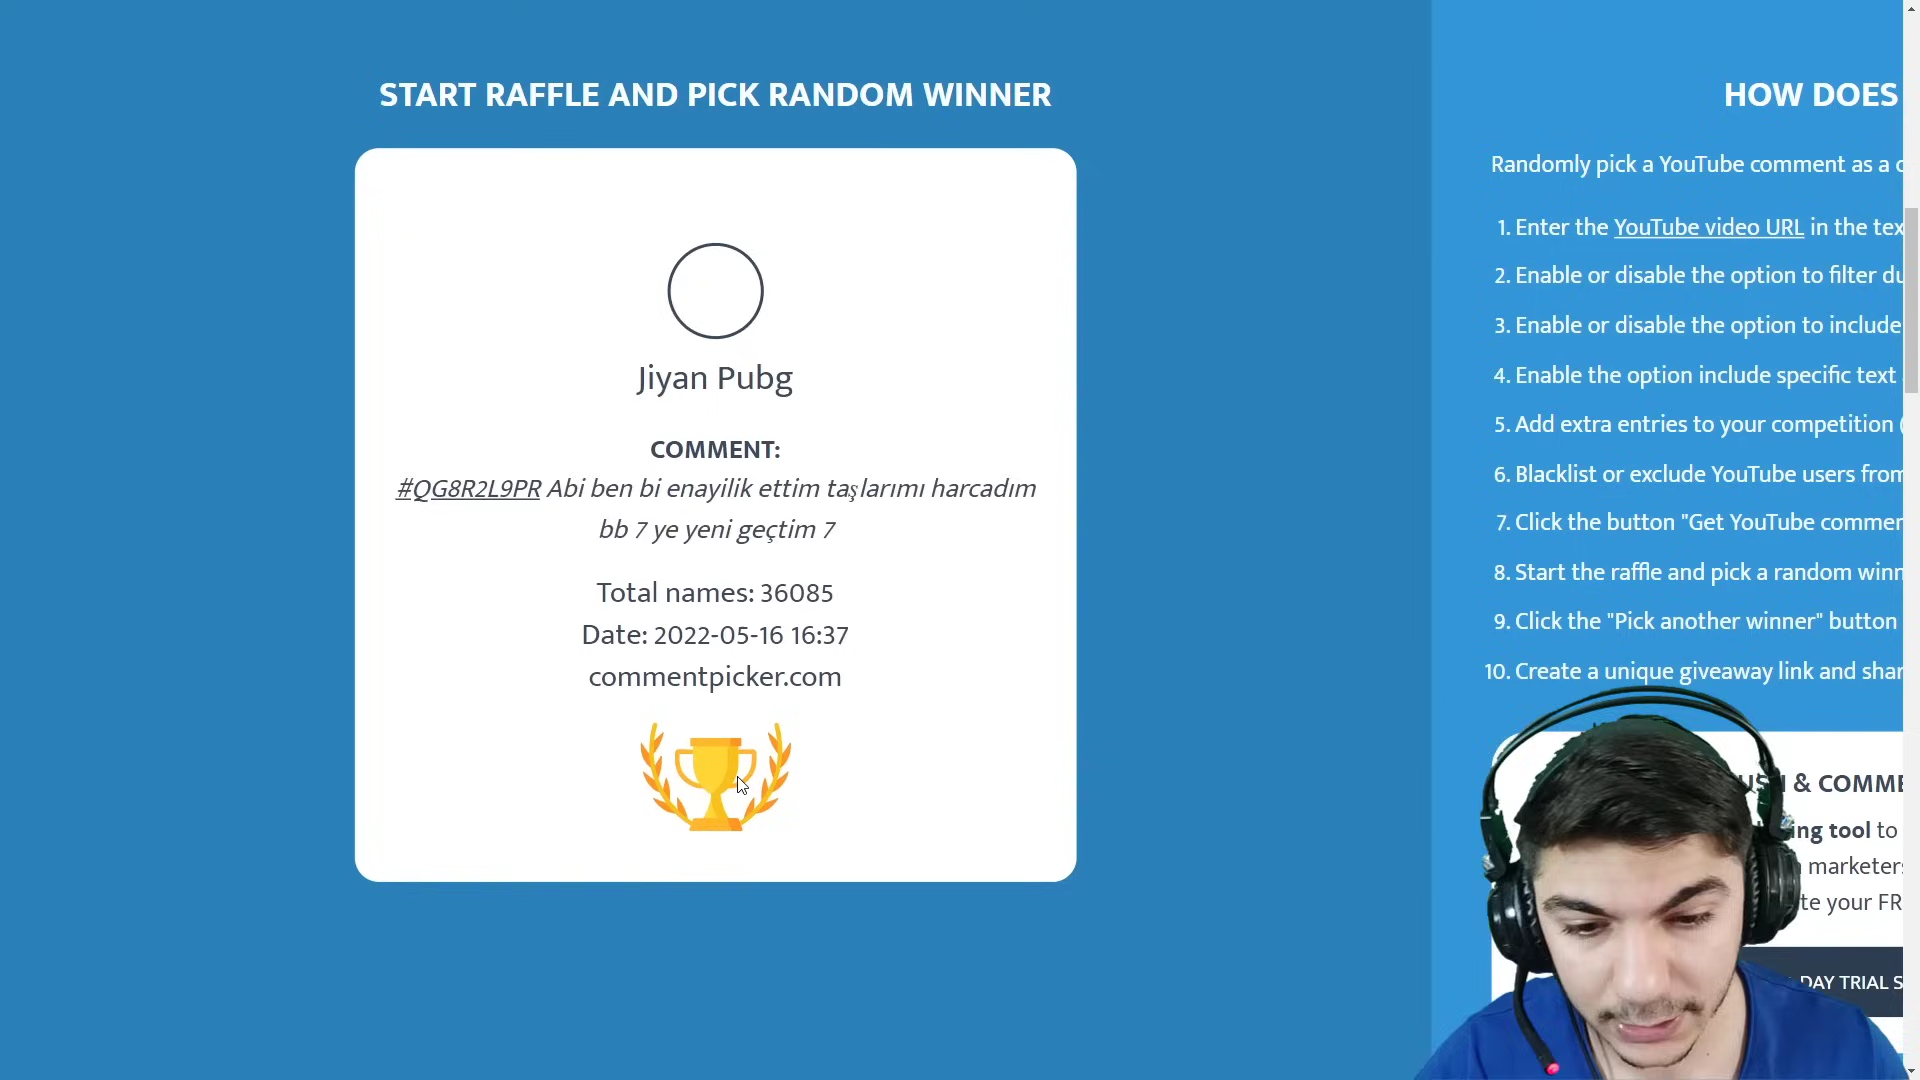 START RAFFLE AND PICK RANDOM WINNER
Jiyan Pubg
COMMENT:
#QG8R2L9PR Abi ben bi enayilik ettim taşlarımı harcadım
bb 7 ye yeni geçtim 7
Total names: 36085
Date: 2022-05-16 16:37
commentpicker.com
HOW DOES
Randomly pick a YouTube comment as a
1. Enter the YouTube video URL in the tex
2. Enable or disable the option to filter du
3. Enable or disable the option to include
4. Enable the option include specific text
5. Add extra entries to your competition (
6. Blacklist or exclude YouTube users from
7. Click the button "Get YouTube commen
8. Start the raffle and pick a random winn
9. Click the "Pick another winner" button
10. Create a unique giveaway link and shar
& COMME
ing tool to
marketers
te your FR
DAY TRIAL S